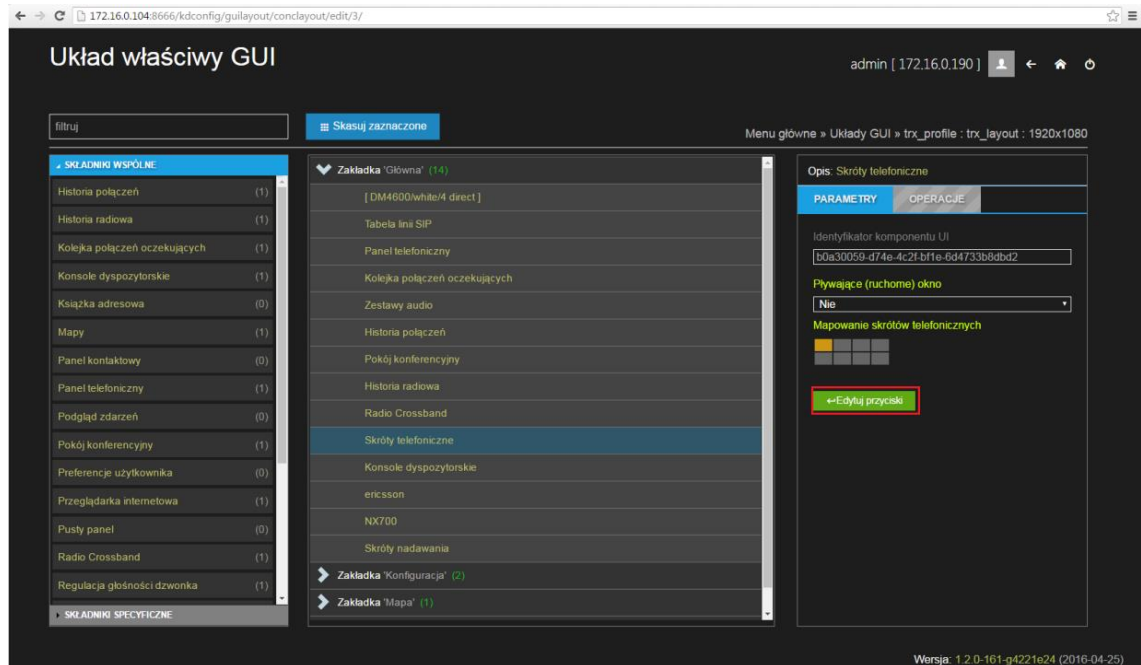 172.16.0.104:8666/kdconfig/guilayout/conclayout/edit/3/
Układ właściwy GUI
admin [ 172.16.0.190 ]
filtruj
Skasuj zaznaczone
Menu główne » Układy GUI » trx_profile : trx_layout : 1920x1080
SKŁADNIKI WSPÓLNE
Historia połączeń (1)
Historia radiowa (1)
Kolejka połączeń oczekujących (1)
Konsole dyspozytorskie (1)
Książka adresowa (0)
Mapy (1)
Panel kontaktowy (0)
Panel telefoniczny (1)
Podgląd zdarzeń (0)
Pokój konferencyjny (1)
Preferencje użytkownika (0)
Przeglądarka internetowa (1)
Pusty panel (0)
Radio Crossband (1)
Regulacja głośności dzwonka (1)
SKŁADNIKI SPECYFICZNE
Zakładka 'Główna' (14)
[ DM4600/white/4 direct ]
Tabela linii SIP
Panel telefoniczny
Kolejka połączeń oczekujących
Zestawy audio
Historia połączeń
Pokój konferencyjny
Historia radiowa
Radio Crossband
Skróty telefoniczne
Konsole dyspozytorskie
ericsson
NX700
Skróty nadawania
Zakładka 'Konfiguracja' (2)
Zakładka 'Mapa' (1)
Opis: Skróty telefoniczne
PARAMETRY OPERACJE
Identyfikator komponentu UI
b0a30059-d74e-4c2f-bf1e-6d4733b8dbd2
Pływające (ruchome) okno
Nie
Mapowanie skrótów telefonicznych
Edytuj przyciski
Wersja: 1.2.0-161-g4221e24 (2016-04-25)